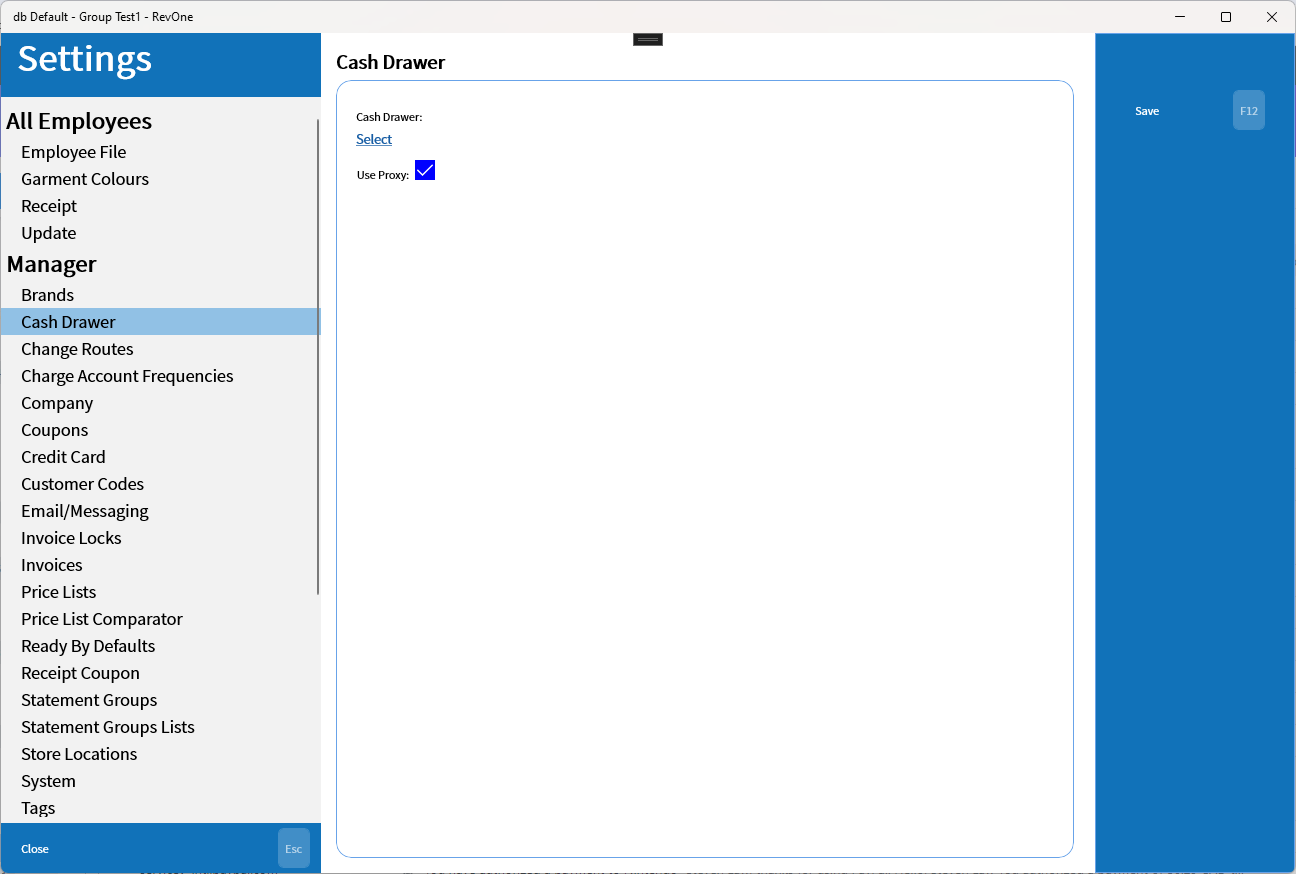 db Default - Group Test1 - RevOne
Settings
All Employees
Employee File
Garment Colours
Receipt
Update
Manager
Brands
Cash Drawer
Change Routes
Charge Account Frequencies
Company
Coupons
Credit Card
Customer Codes
Email/Messaging
Invoice Locks
Invoices
Price Lists
Price List Comparator
Ready By Defaults
Receipt Coupon
Statement Groups
Statement Groups Lists
Store Locations
System
Tags
Close Esc
Cash Drawer
Cash Drawer:
Select
Use Proxy:
Save F12